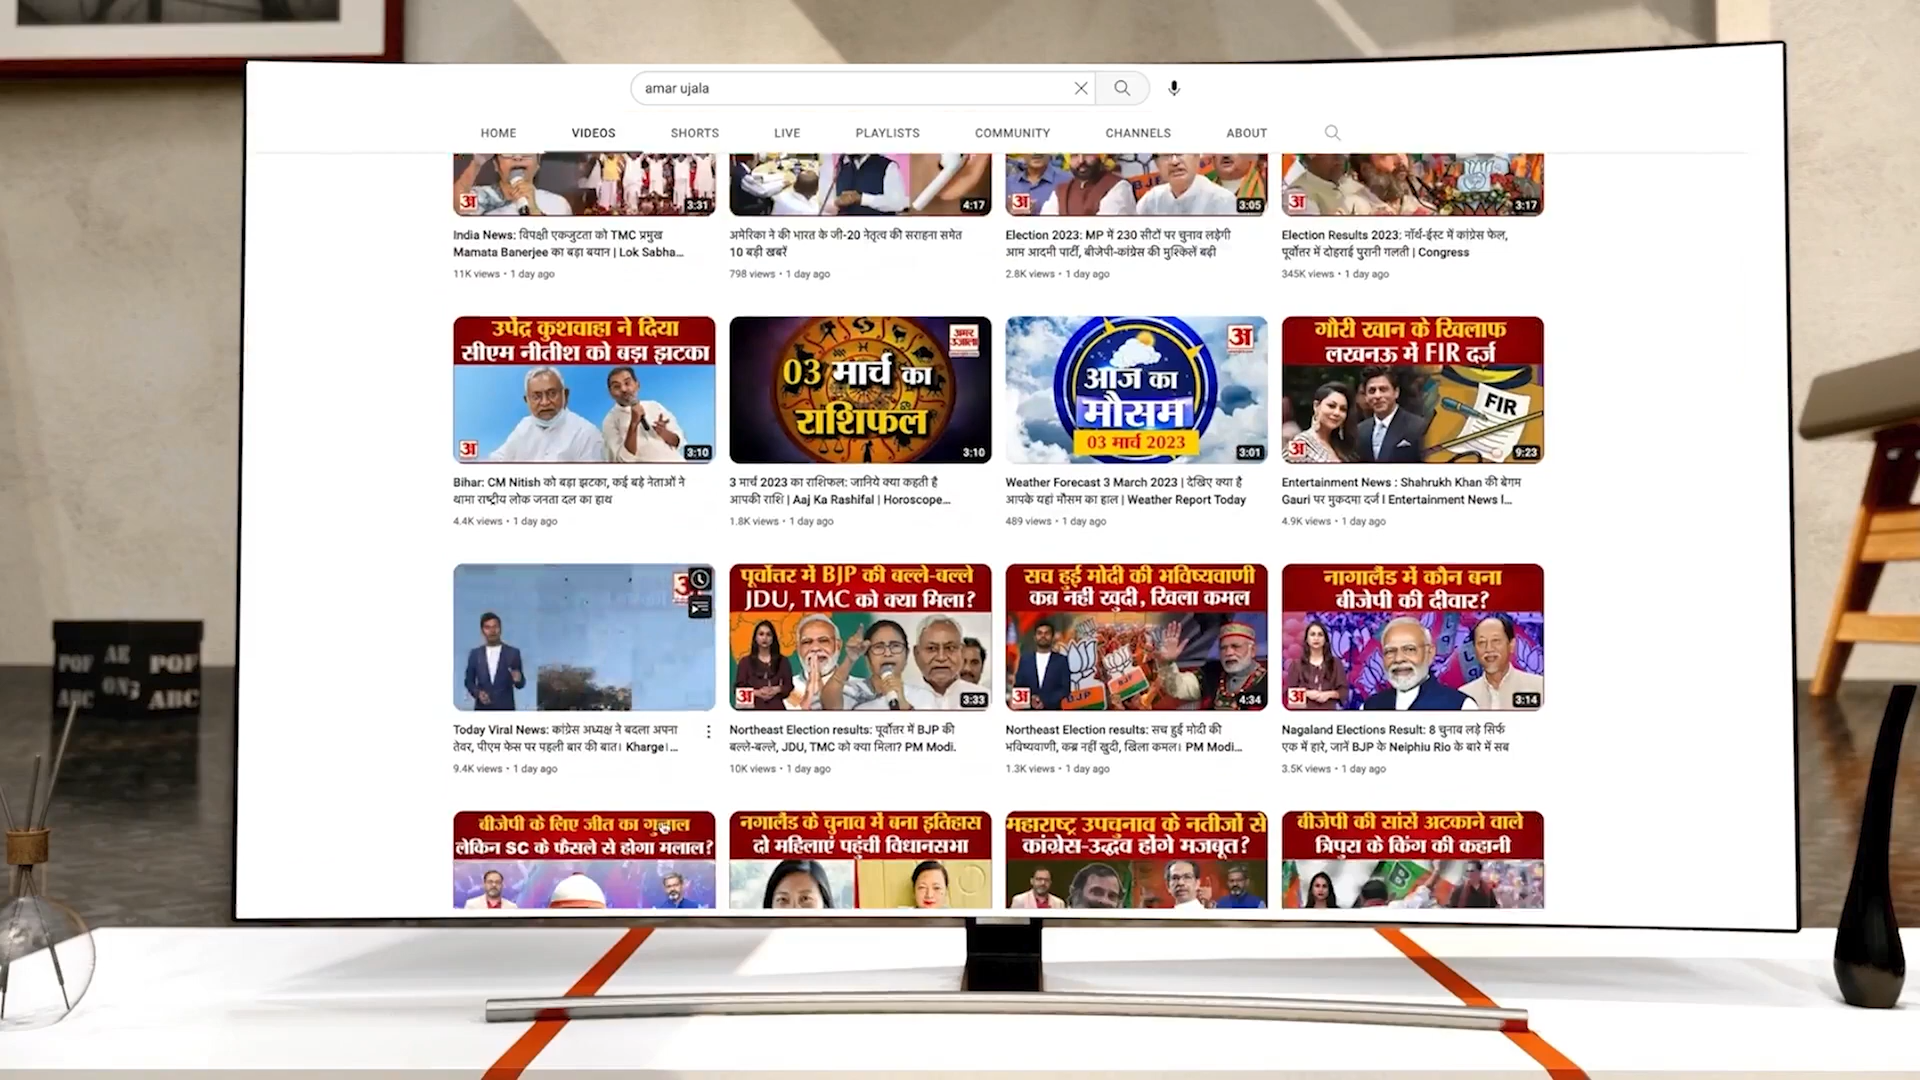 amar ujala
HOME VIDEOS SHORTS LIVE PLAYLISTS COMMUNITY CHANNELS ABOUT
अ 3:31
4:17
BJP अ 3:05
अ 3:17
India News: विपक्षी एकजुटता को TMC प्रमुख
Mamata Banerjee का बड़ा बयान | Lok Sabha...
11K views • 1 day ago
अमेरिका ने की भारत के जी-20 नेतृत्व की सराहना समेत
10 बड़ी खबरें
798 views • 1 day ago
Election 2023: MP में 230 सीटों पर चुनाव लड़ेगी
आम आदमी पार्टी, बीजेपी-कांग्रेस की मुश्किलें बढ़ी
2.8K views • 1 day ago
Election Results 2023: नॉर्थ-ईस्ट में कांग्रेस फेल,
पूर्वोत्तर में दोहराई पुरानी गलती | Congress
345K views • 1 day ago
उपेंद्र कुशवाहा ने दिया
सीएम नीतीश को बड़ा झटका
अ 3:10
अमर
उजाला
03 मार्च का
राशिफल
3:10
अ
आज का
मौसम
03 मार्च 2023
3:01
गौरी खान के खिलाफ
लखनऊ में FIR दर्ज
FIR
अ 9:23
Bihar: CM Nitish को बड़ा झटका, कई बड़े नेताओं ने
थामा राष्ट्रीय लोक जनता दल का हाथ
4.4K views • 1 day ago
3 मार्च 2023 का राशिफल: जानिये क्या कहती है
आपकी राशि | Aaj Ka Rashifal | Horoscope...
1.8K views • 1 day ago
Weather Forecast 3 March 2023 | देखिए क्या है
आपके यहां मौसम का हाल | Weather Report Today
489 views • 1 day ago
Entertainment News : Shahrukh Khan की बेगम
Gauri पर मुकदमा दर्ज l Entertainment News l...
4.9K views • 1 day ago
पूर्वोत्तर में BJP की बल्ले-बल्ले
JDU, TMC को क्या मिला?
अ 3:33
सच हुई मोदी की भविष्यवाणी
कब्र नहीं खुदी, खिला कमल
BJP BJP
अ 4:34
नागालैंड में कौन बना
बीजेपी की दीवार?
अ 3:14
Today Viral News: कांग्रेस अध्यक्ष ने बदला अपना
तेवर, पीएम फेस पर पहली बार की बात। Kharge।...
9.4K views • 1 day ago
Northeast Election results: पूर्वोत्तर में BJP की
बल्ले-बल्ले, JDU, TMC को क्या मिला? PM Modi.
10K views • 1 day ago
Northeast Election results: सच हुई मोदी की
भविष्यवाणी, कब्र नहीं खुदी, खिला कमल। PM Modi...
1.3K views • 1 day ago
Nagaland Elections Result: 8 चुनाव लड़े सिर्फ
एक में हारे, जानें BJP के Neiphiu Rio के बारे में सब
3.5K views • 1 day ago
बीजेपी के लिए जीत का गुलाल
लेकिन SC के फैसले से होगा मलाल?
नगालैंड के चुनाव में बना इतिहास
दो महिलाएं पहुंचीं विधानसभा
महाराष्ट्र उपचुनाव के नतीजों से
कांग्रेस-उद्धव होंगे मजबूत?
बीजेपी की सांसें अटकाने वाले
त्रिपुरा के किंग की कहानी
PQF PQF
ABC ABC